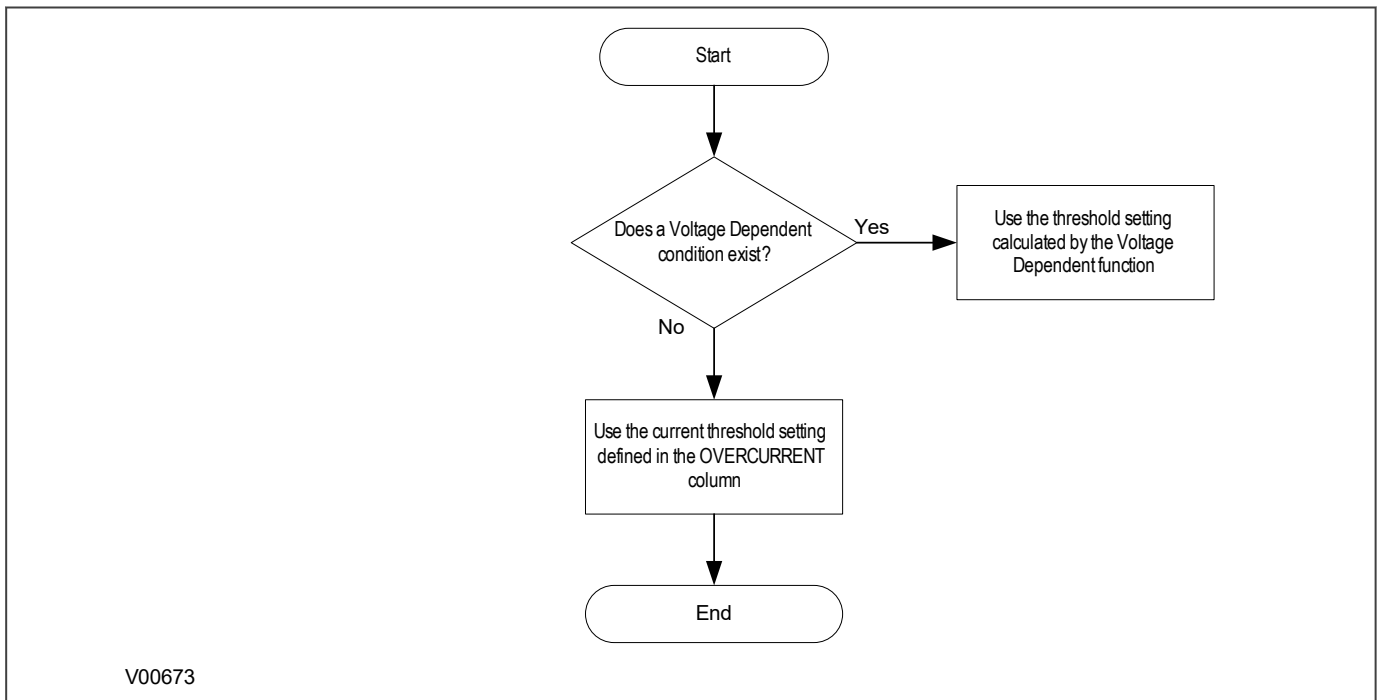 Start
Does a Voltage Dependent
condition exist?
Yes
Use the threshold setting
calculated by the Voltage
Dependent function
No
Use the current threshold setting
defined in the OVERCURRENT
column
End
V00673